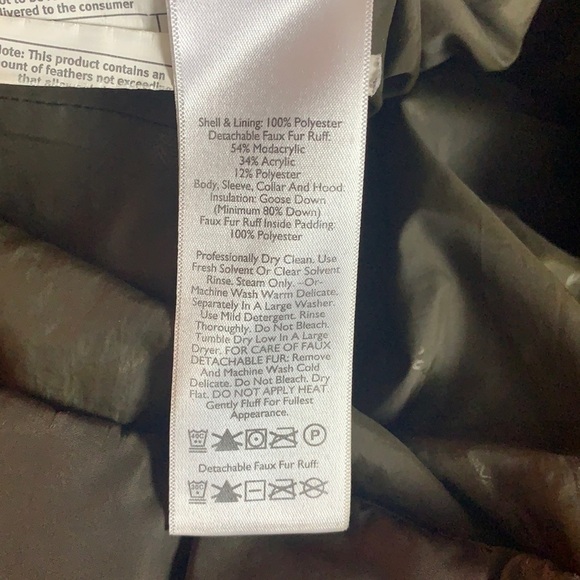 livered to the consumer
Note: This product contains an
ount of feathers not
Shell & Lining: 100% Polyester
Detachable Faux Fur Ruff:
54% Modacrylic
34% Acrylic
12% Polyester
Body, Sleeve, Collar And Hood:
Insulation: Goose Down
(Minimum 80% Down)
Faux Fur Ruff Inside Padding:
100% Polyester
Professionally Dry Clean. Use
Fresh Solvent Or Clear Solvent
Rinse. Steam Only. –Or–
Machine Wash Warm Delicate.
Separately In A Large Washer.
Use Mild Detergent. Rinse
Thoroughly. Do Not Bleach.
Tumble Dry Low In A Large
Dryer. FOR CARE OF FAUX
DETACHABLE FUR: Remove
And Machine Wash Cold
Delicate. Do Not Bleach. Dry
Flat. DO NOT APPLY HEAT.
Gently Fluff For Fullest
Appearance.
P
Detachable Faux Fur Ruff: